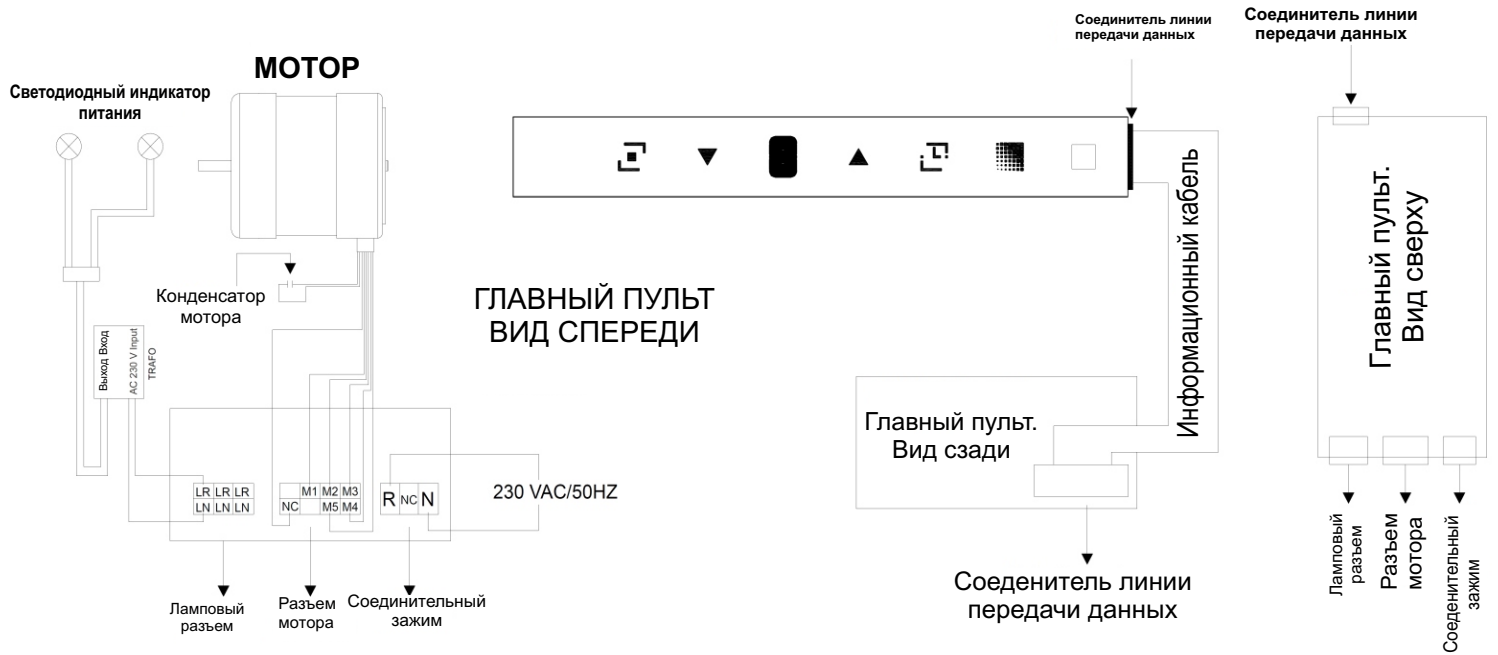 Соединитель линии
передачи данных
Соединитель линии
передачи данных
МОТОР
Светодиодный индикатор
питания
Конденсатор
мотора
ГЛАВНЫЙ ПУЛЬТ
ВИД СПЕРЕДИ
Информационный кабель
Главный пульт.
Вид сверху
Выход Вход
AC 230 V Input
TRAFO
Главный пульт.
Вид сзади
LR LR LR
LN LN LN
M1 M2 M3
NC M5 M4
R NC N
230 VAC/50HZ
Ламповый
разъем
Разъем
мотора
Соединительный
зажим
Соеденитель линии
передачи данных
Ламповый
разъем
Разъем
мотора
Соеденительный
зажим